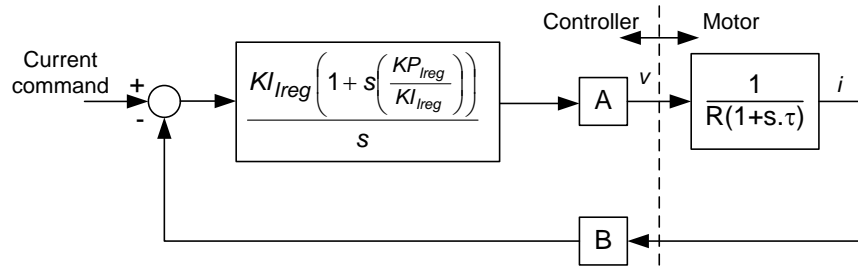 Controller Motor
Current
command
+
-
KI_Ireg(1 + s(KP_Ireg/KI_Ireg))
s
A
v
1
R(1+s.τ)
i
B